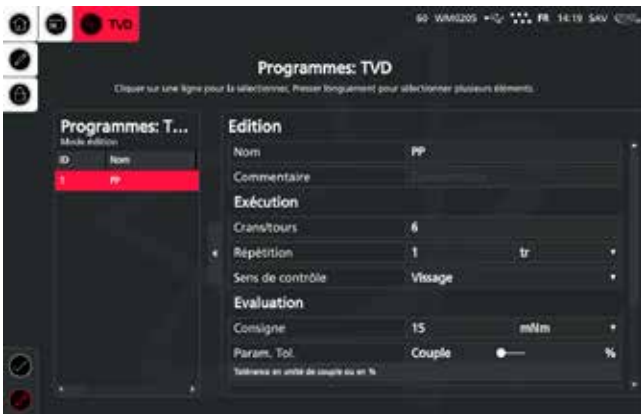 TVD
60 WM0205 FR 14:19 SAV
Programmes: TVD
Cliquer sur une ligne pour la sélectionner, Presser longuement pour sélectionner plusieurs éléments.
Programmes: T...
Mode édition
ID Nom
1 PP
Edition
Nom PP
Commentaire
Exécution
Crans/tours 6
Répétition 1 tr
Sens de contrôle Vissage
Evaluation
Consigne 15 mNm
Param. Tol. Couple %
Tolérance en unité de couple ou en %